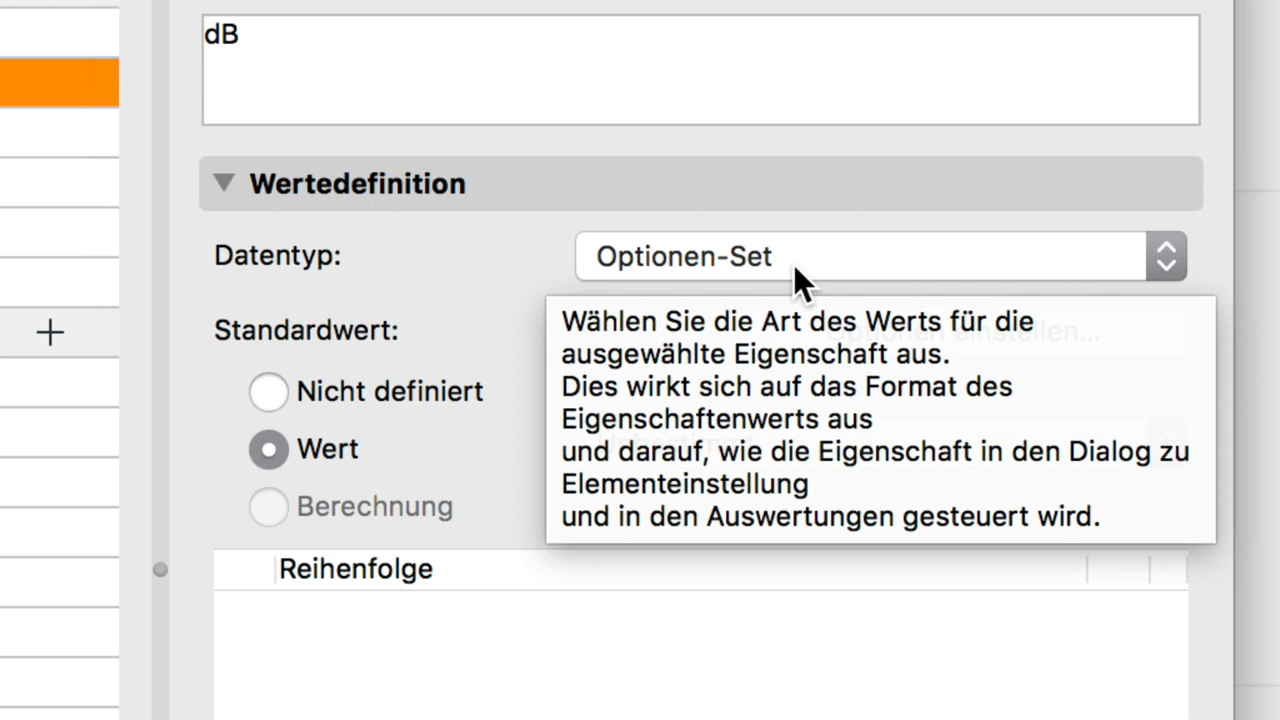 dB
Wertedefinition
Datentyp:
Optionen-Set
Standardwert:
Wählen Sie die Art des Werts für die
ausgewählte Eigenschaft aus.
Dies wirkt sich auf das Format des
Eigenschaftenwerts aus
und darauf, wie die Eigenschaft in den Dialog zu
Elementeinstellung
und in den Auswertungen gesteuert wird.
Optionen einstellen...
Nicht definiert
Wert
Berechnung
Reihenfolge